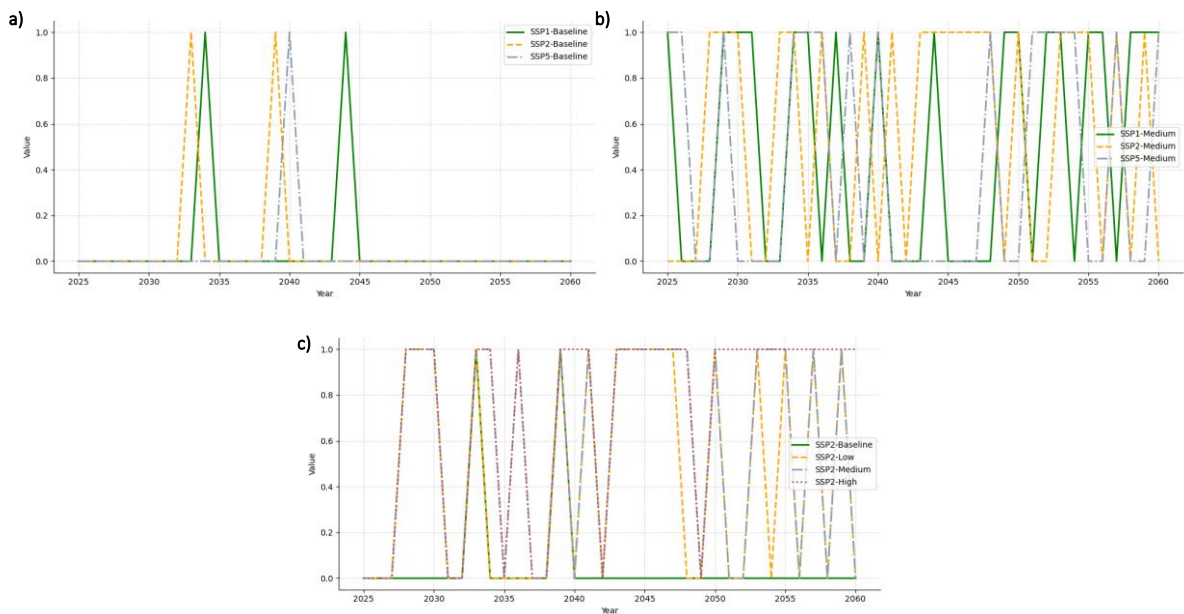 a)
1.0
0.8
0.6
0.4
0.2
0.0
Value
2025
2030
2035
2040
2045
2050
2055
2060
Year
SSP1-Baseline
SSP2-Baseline
SSP5-Baseline
b)
1.0
0.8
0.6
0.4
0.2
0.0
Value
2025
2030
2035
2040
2045
2050
2055
2060
Year
SSP1-Medium
SSP2-Medium
SSP5-Medium
c)
1.0
0.8
0.6
0.4
0.2
0.0
Value
2025
2030
2035
2040
2045
2050
2055
2060
Year
SSP2-Baseline
SSP2-Low
SSP2-Medium
SSP2-High